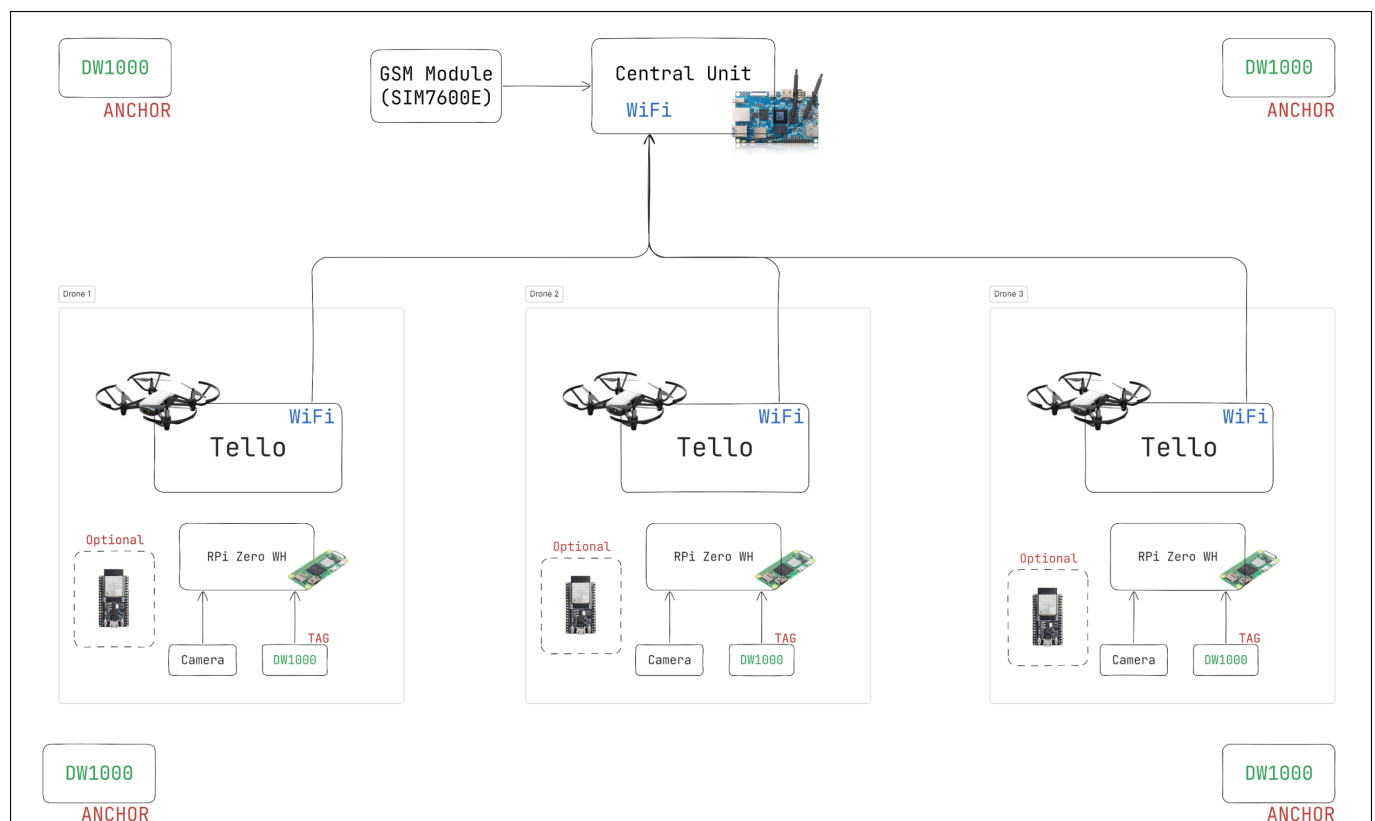 DW1000
ANCHOR
GSM Module
(SIM7600E)
Central Unit
WiFi
DW1000
ANCHOR
Drone 1
WiFi
Tello
Optional
RPi Zero WH
TAG
Camera
DW1000
Drone 2
WiFi
Tello
Optional
RPi Zero WH
TAG
Camera
DW1000
Drone 3
WiFi
Tello
Optional
RPi Zero WH
TAG
Camera
DW1000
DW1000
ANCHOR
DW1000
ANCHOR